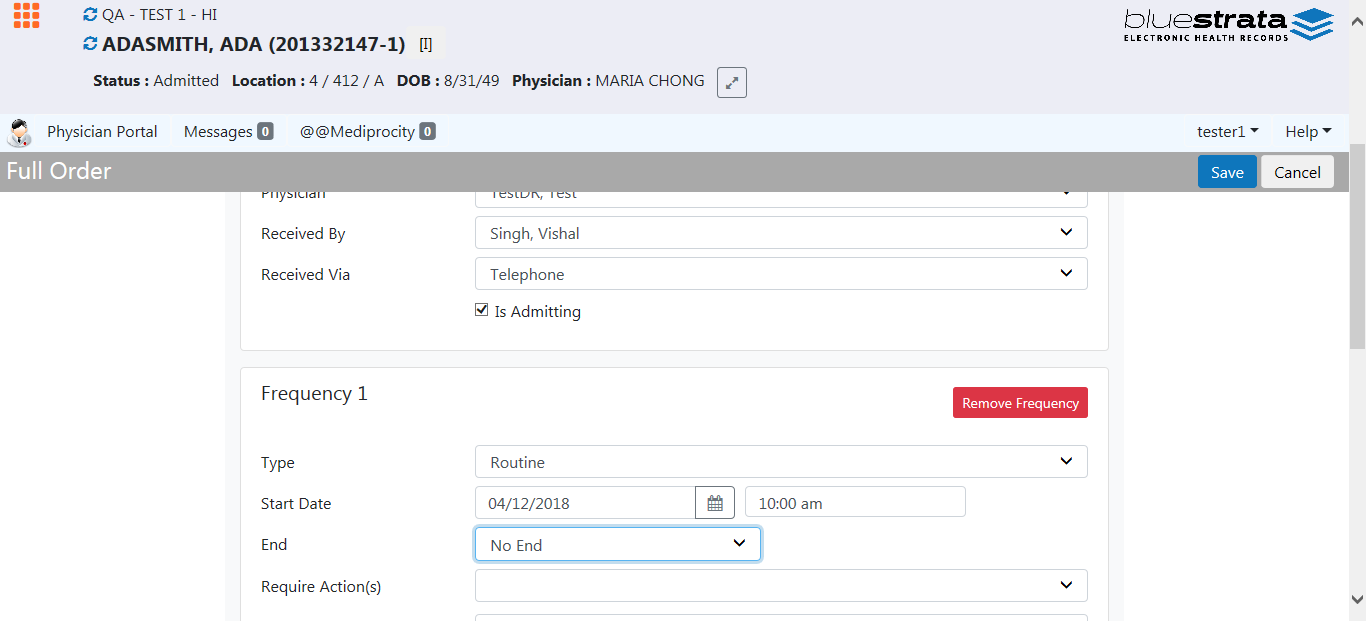 QA - TEST 1 - HI
bluestrata
ELECTRONIC HEALTH RECORDS
ADASMITH, ADA (201332147-1) [I]
Status : Admitted Location : 4 / 412 / A DOB : 8/31/49 Physician : MARIA CHONG
Physician Portal Messages 0 @@Mediprocity 0 tester1 Help
Full Order Save Cancel
Physician TestDR, Test
Received By Singh, Vishal
Received Via Telephone
Is Admitting
Frequency 1
Remove Frequency
Type Routine
Start Date 04/12/2018 10:00 am
End No End
Require Action(s)